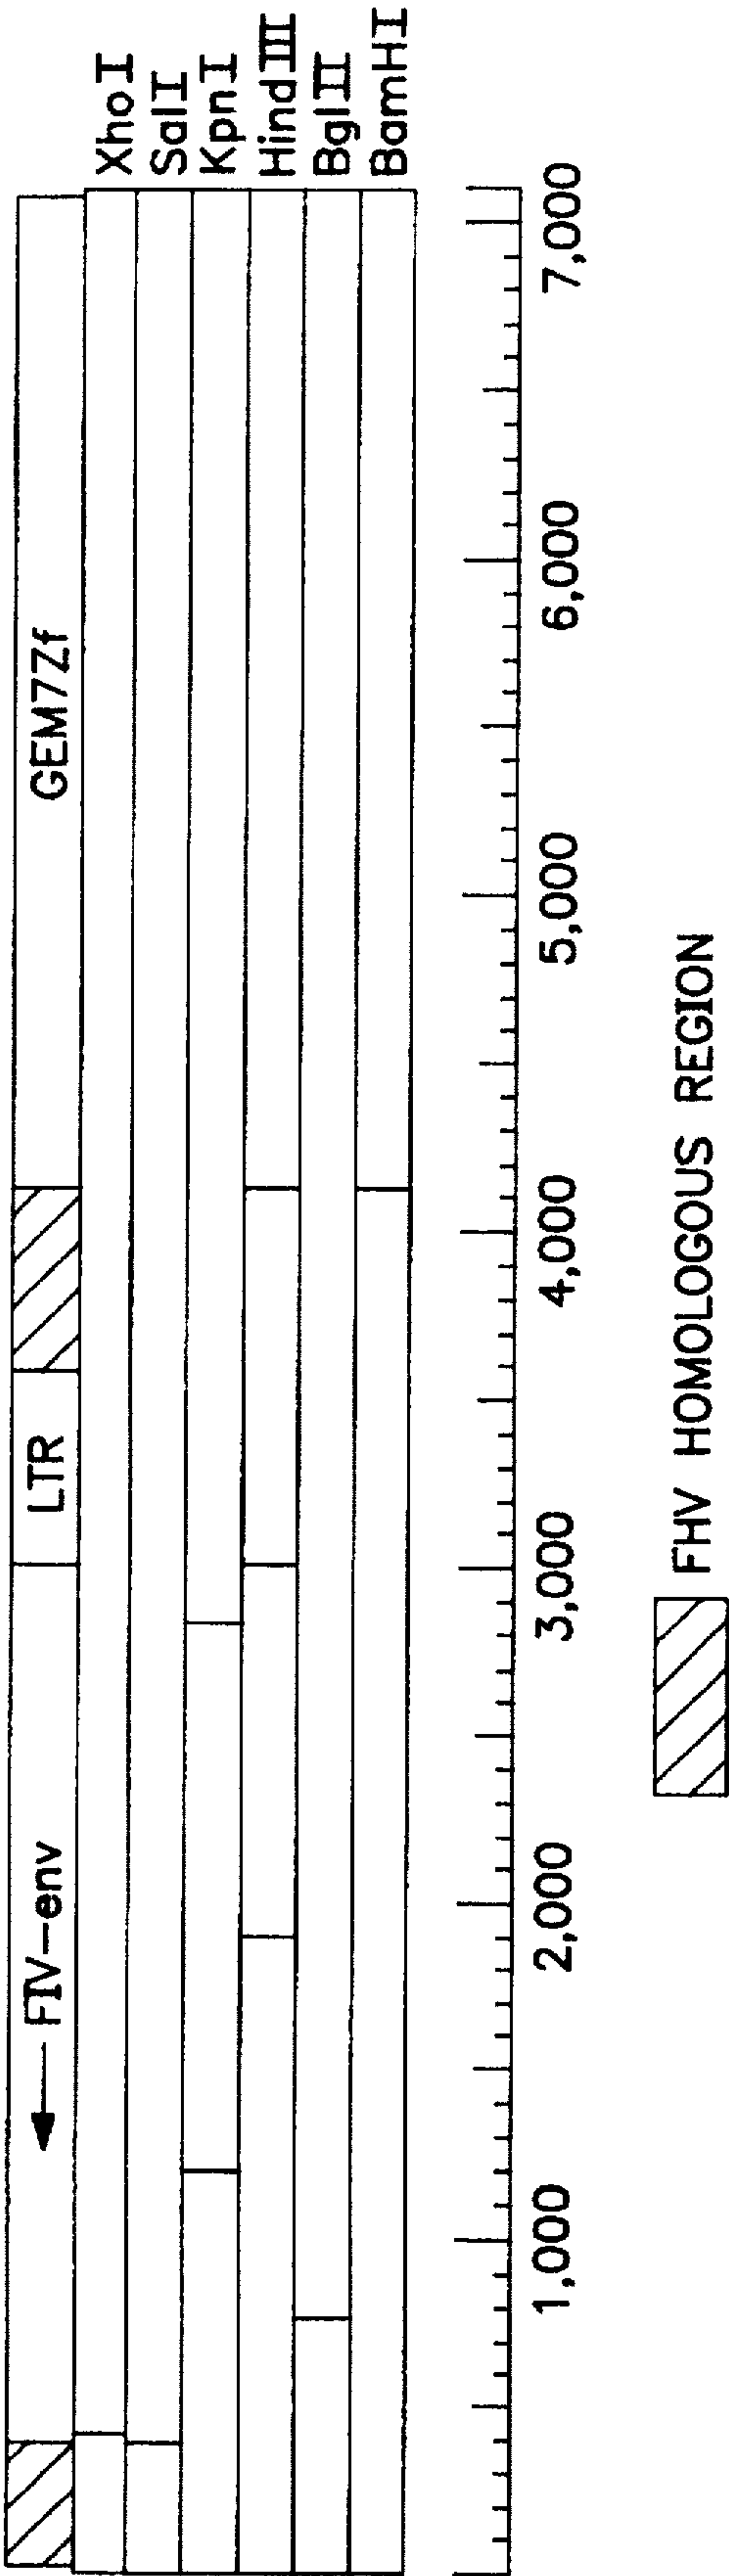 ← FIV-env
LTR
GEM7Zf
XhoI
SalI
KpnI
HindIII
BglII
BamHI
1,000
2,000
3,000
4,000
5,000
6,000
7,000
FHV HOMOLOGOUS REGION